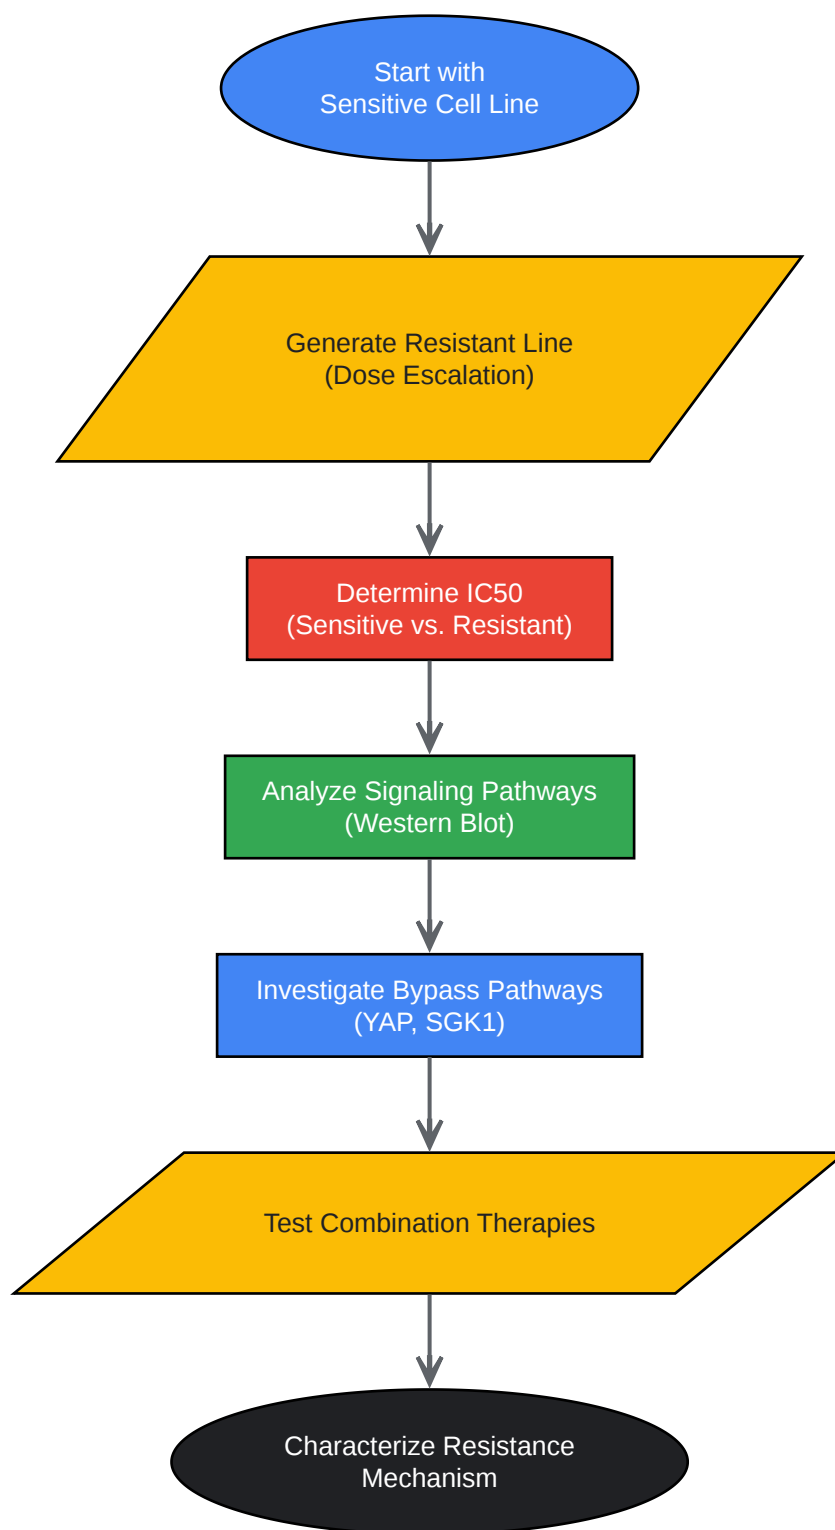 Start with
Sensitive Cell Line
Generate Resistant Line
(Dose Escalation)
Determine IC50
(Sensitive vs. Resistant)
Analyze Signaling Pathways
(Western Blot)
Investigate Bypass Pathways
(YAP, SGK1)
Test Combination Therapies
Characterize Resistance
Mechanism